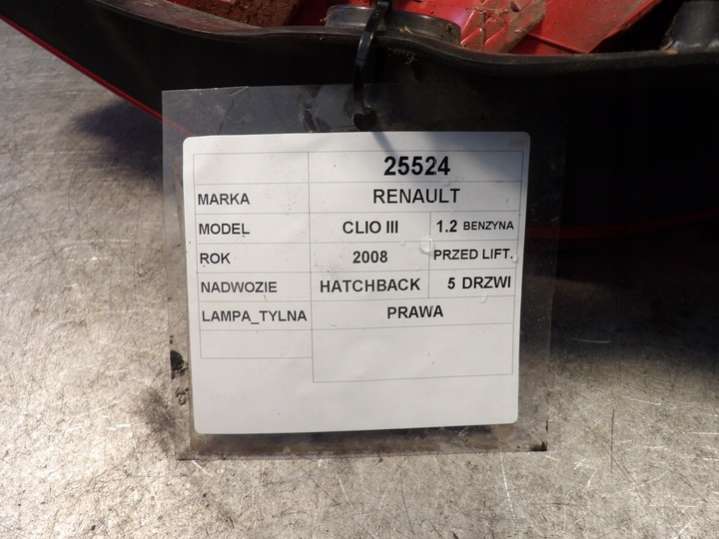 25524
MARKA RENAULT
MODEL CLIO III 1.2 BENZYNA
ROK 2008 PRZED LIFT.
NADWOZIE HATCHBACK 5 DRZWI
LAMPA_TYLNA PRAWA